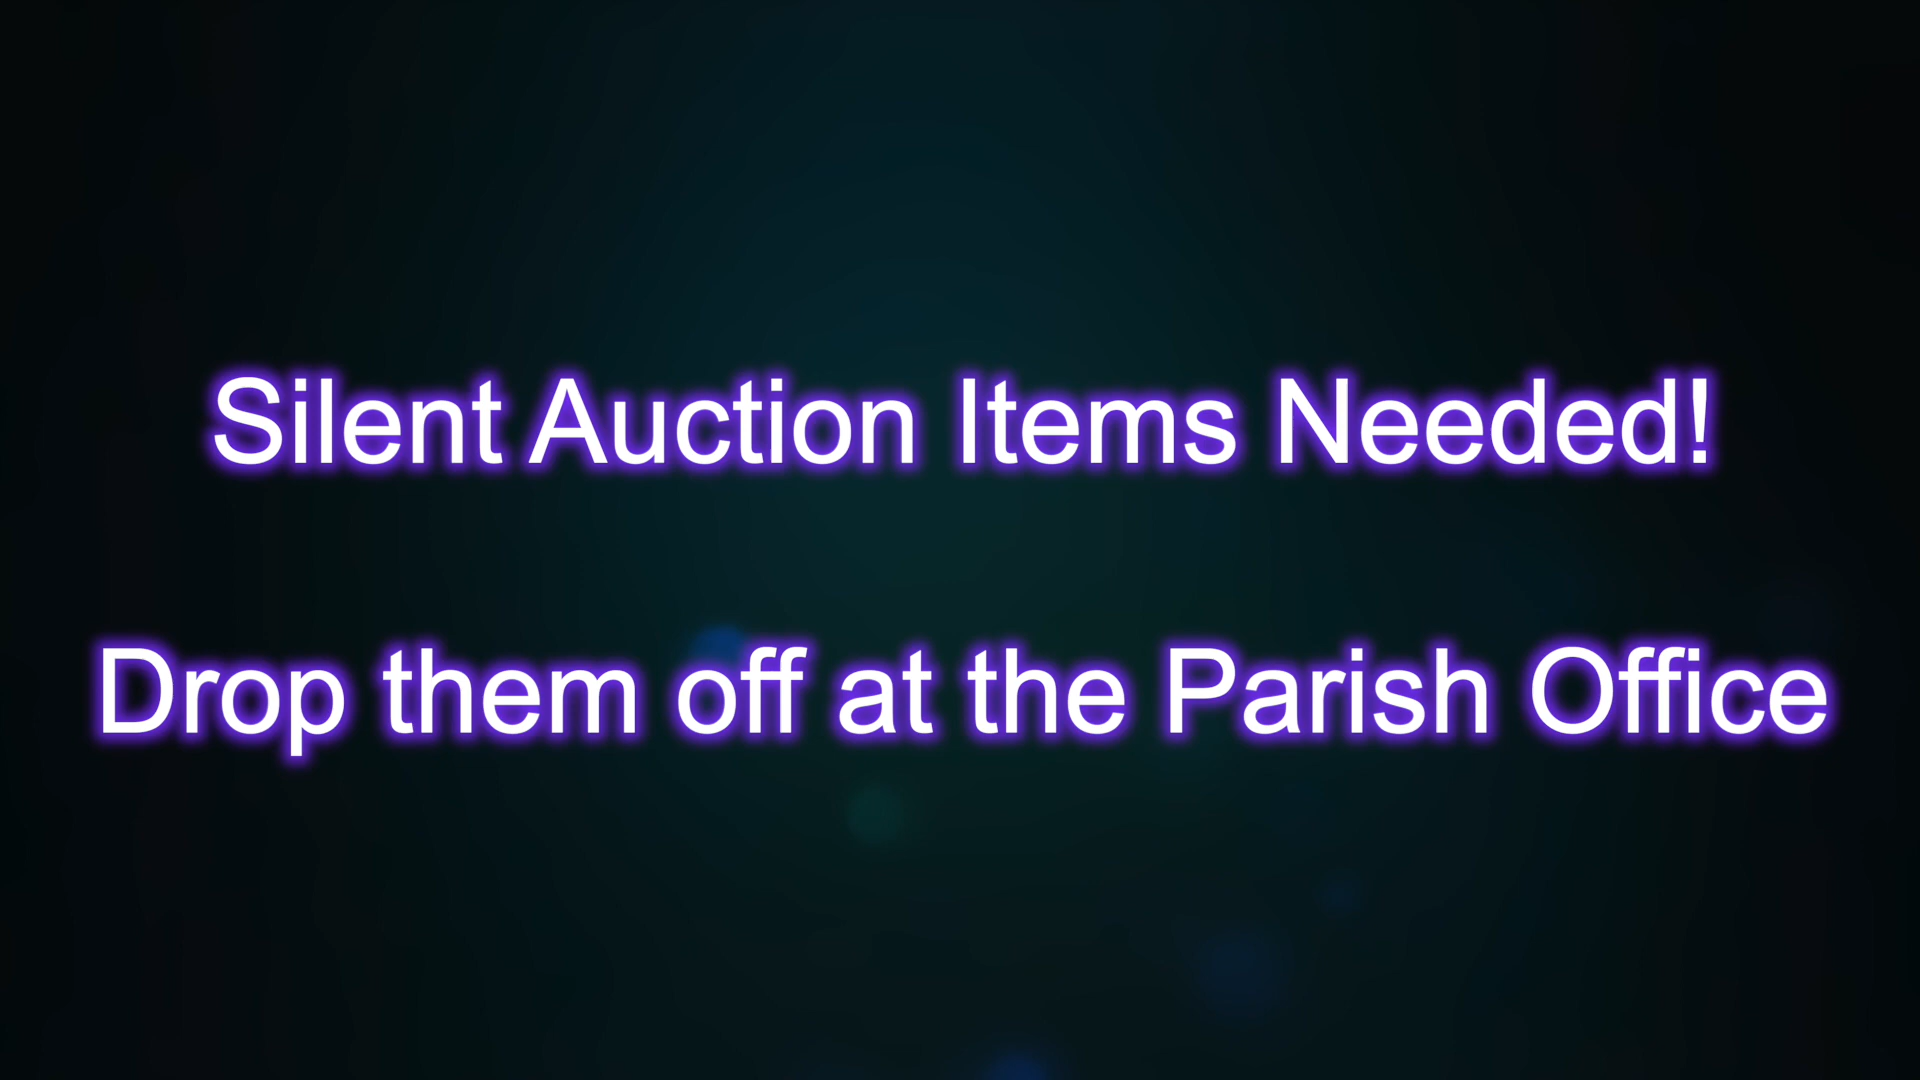 Silent Auction Items Needed!
Drop them off at the Parish Office